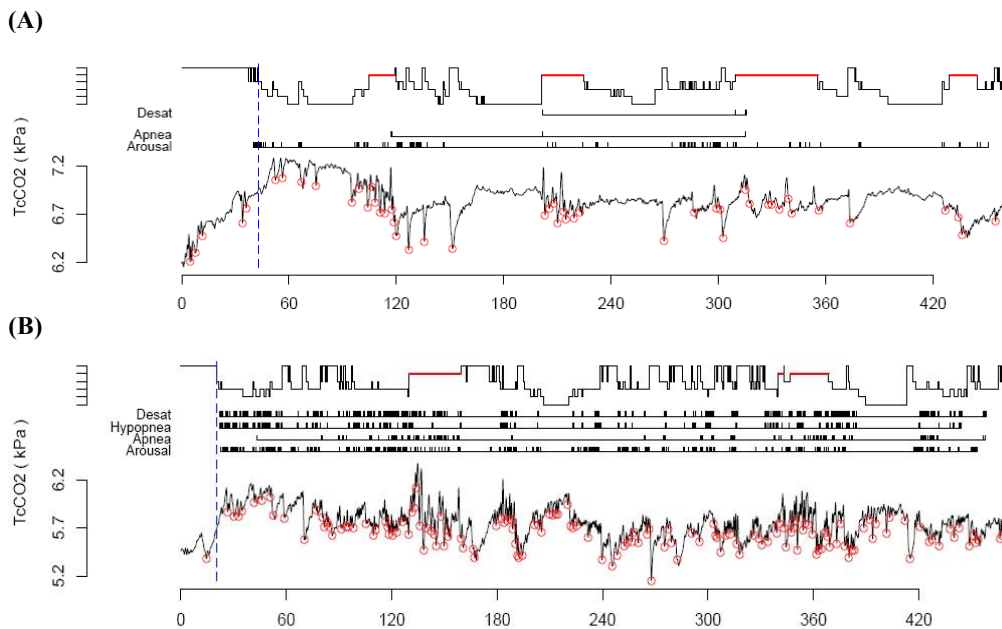 (A)
Desat
Apnea
Arousal
TcCO2 ( kPa )
7.2
6.7
6.2
0 60 120 180 240 300 360 420
(B)
Desat
Hypopnea
Apnea
Arousal
TcCO2 ( kPa )
6.2
5.7
5.2
0 60 120 180 240 300 360 420